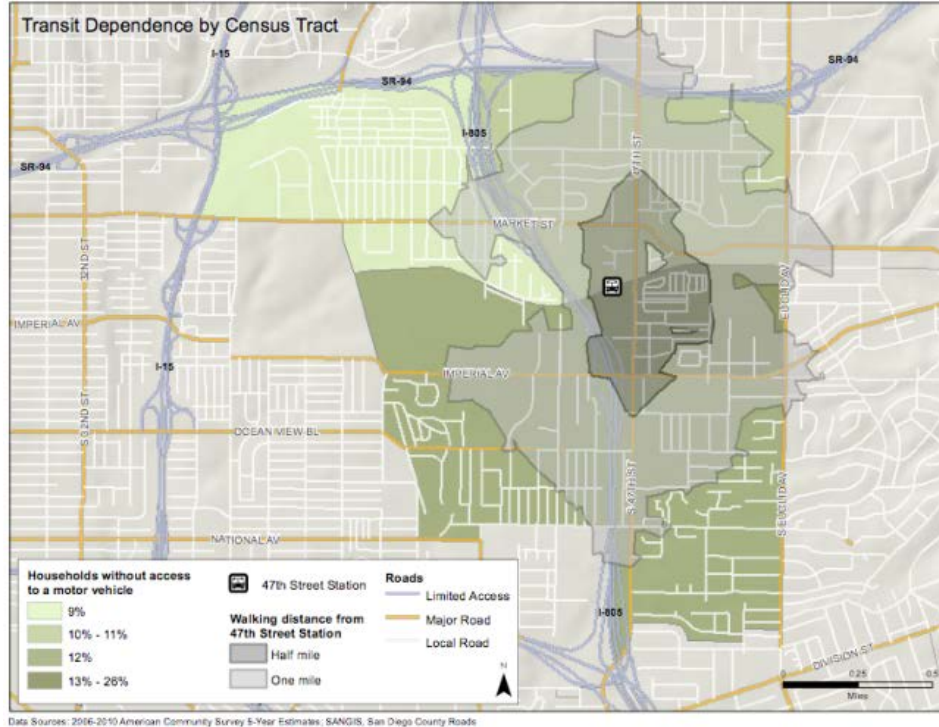 Transit Dependence by Census Tract
I-15
SR-94
SR-94
I-805
47TH ST
SR-94
MARKET ST
32ND ST
EUCLID AV
IMPERIAL AV
I-15
IMPERIAL AV
S 32ND ST
OCEAN VIEW BL
S 47TH ST
S EUCLID AV
NATIONAL AV
I-805
DIVISION ST
Households without access
to a motor vehicle
9%
10% - 11%
12%
13% - 26%
47th Street Station
Walking distance from
47th Street Station
Half mile
One mile
Roads
Limited Access
Major Road
Local Road
N
0 0.25 0.5
Miles
Data Sources: 2006-2010 American Community Survey 5-Year Estimates; SANGIS, San Diego County Roads